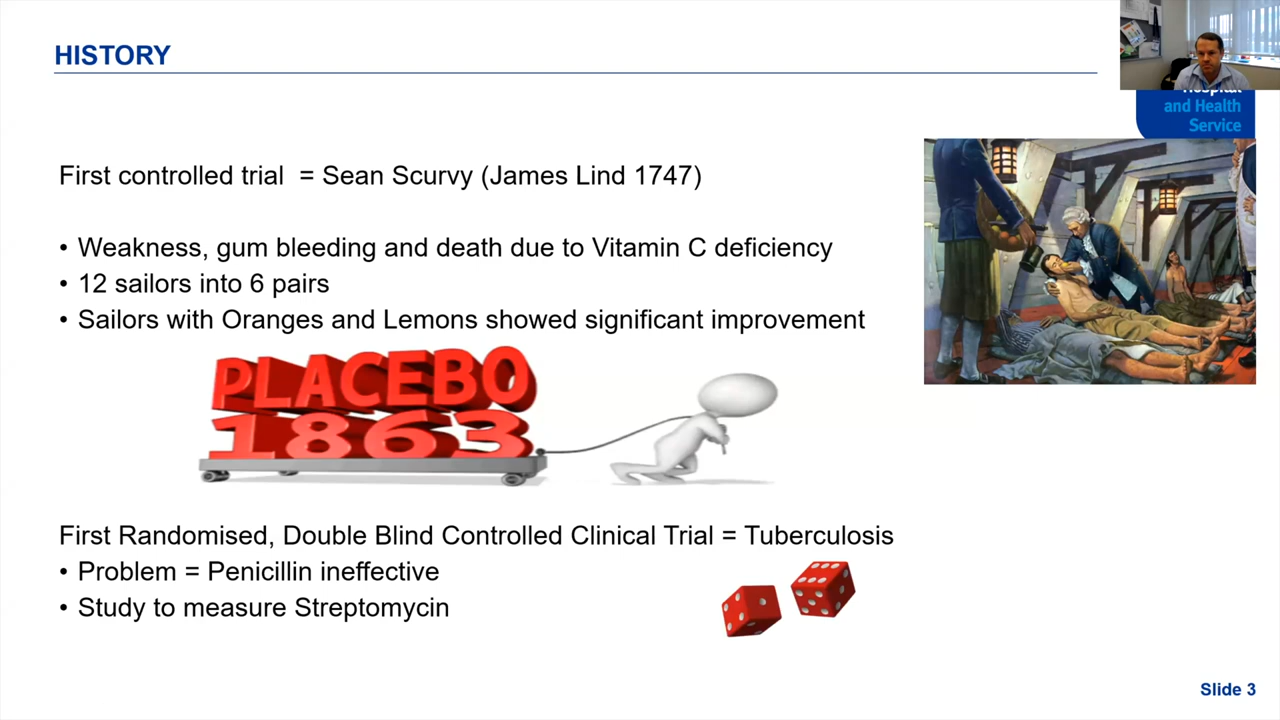 HISTORY
Hospital
and Health
Service
First controlled trial = Sean Scurvy (James Lind 1747)
• Weakness, gum bleeding and death due to Vitamin C deficiency
• 12 sailors into 6 pairs
• Sailors with Oranges and Lemons showed significant improvement
PLACEBO
1863
First Randomised, Double Blind Controlled Clinical Trial = Tuberculosis
• Problem = Penicillin ineffective
• Study to measure Streptomycin
Slide 3